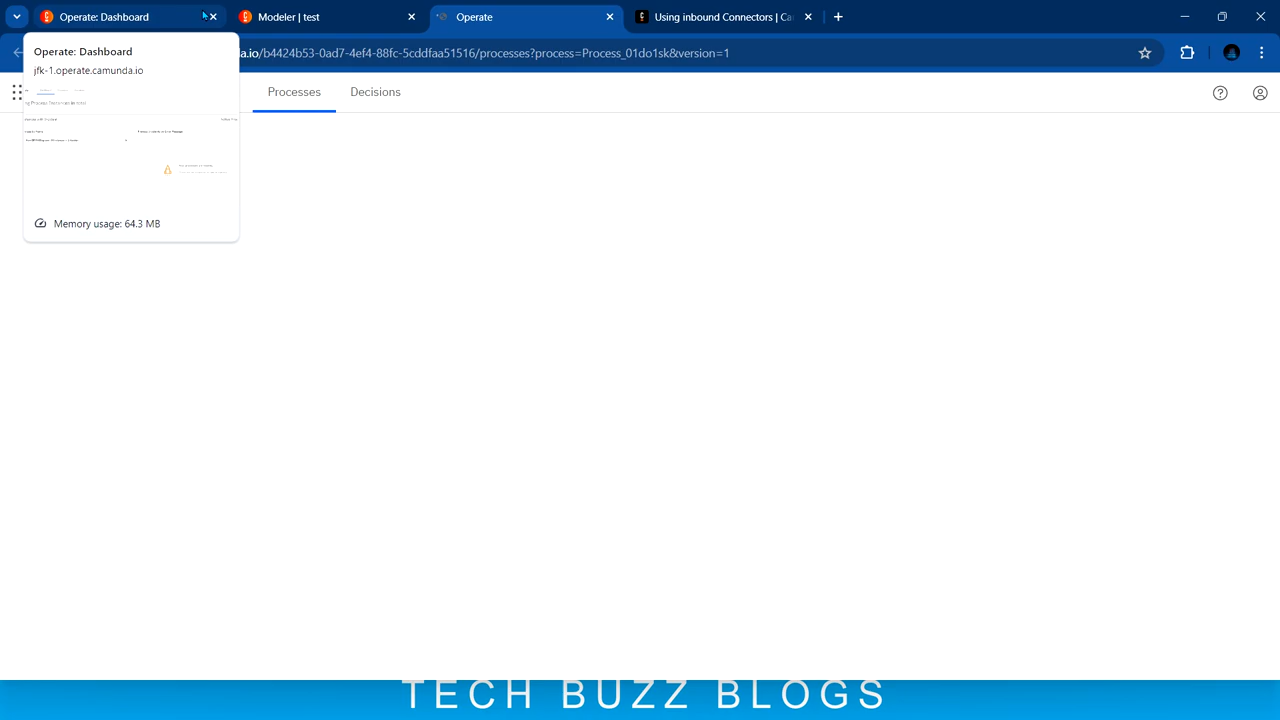 Operate: Dashboard
Modeler | test
Operate
Using inbound Connectors | Ca
Operate: Dashboard
jfk-1.operate.camunda.io
Memory usage: 64.3 MB
da.io/b4424b53-0ad7-4ef4-88fc-5cddfaa51516/processes?process=Process_01do1sk&version=1
Processes
Decisions
TECH BUZZ BLOGS